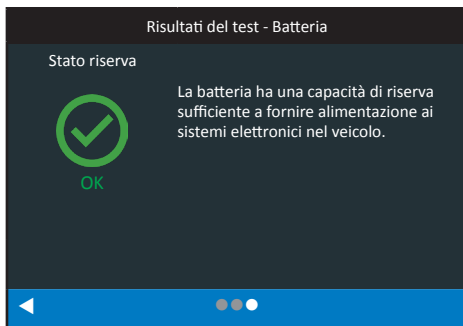 Risultati del test - Batteria
Stato riserva
La batteria ha una capacità di riserva
sufficiente a fornire alimentazione ai
sistemi elettronici nel veicolo.
OK